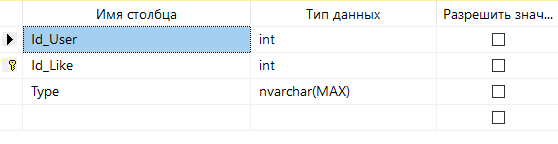 Имя столбца Тип данных Разрешить знач...
Id_User int
Id_Like int
Type nvarchar(MAX)